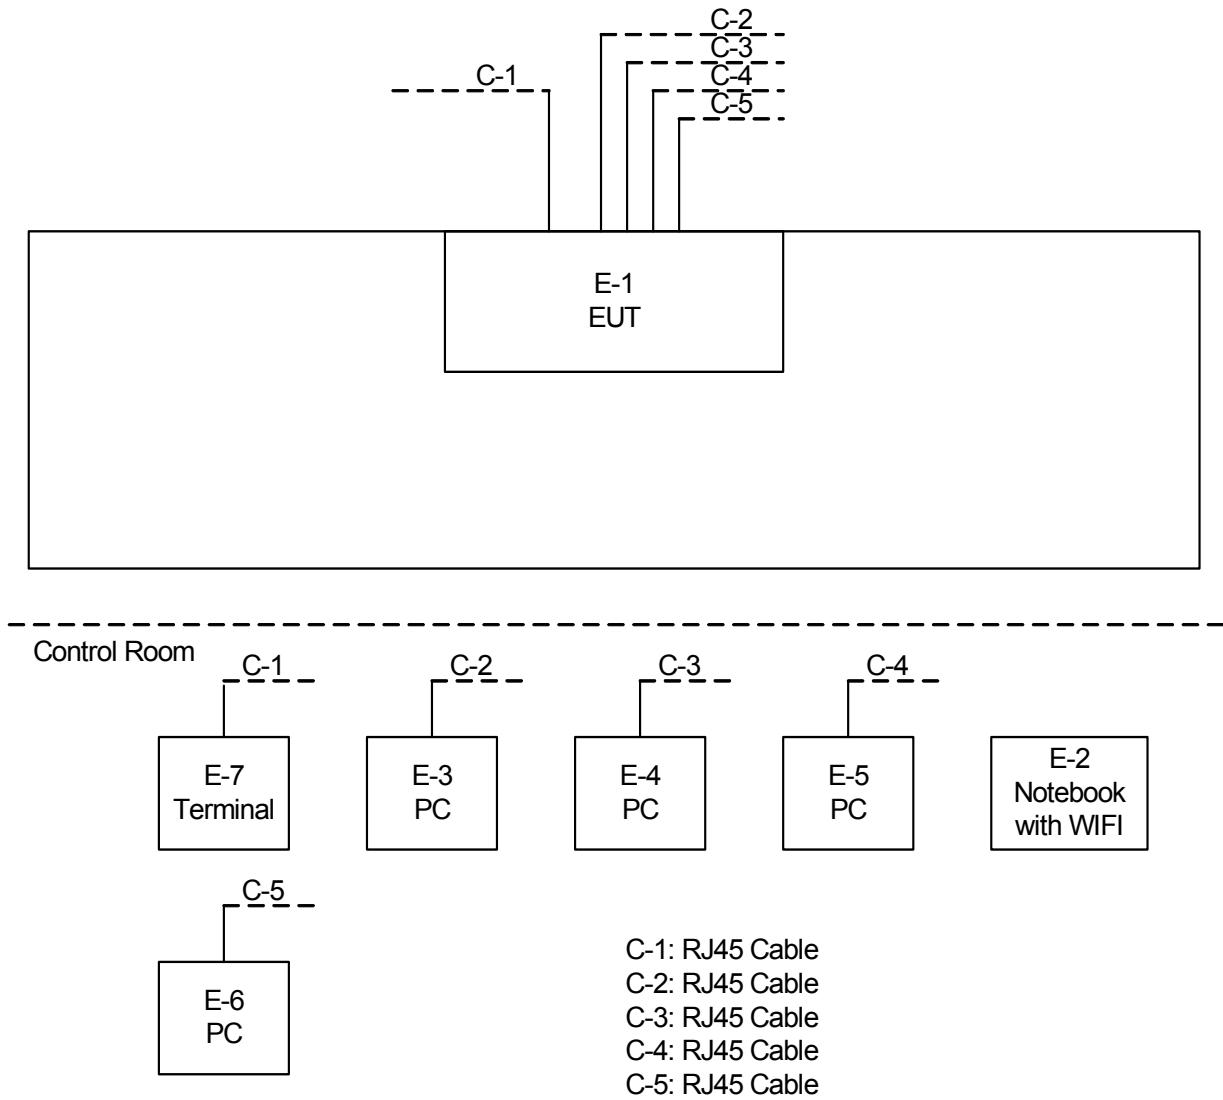 C-2
C-3
C-1
C-4
C-5
E-1
EUT
Control Room
C-1
C-2
C-3
C-4
E-7
Terminal
E-3
PC
E-4
PC
E-5
PC
E-2
Notebook
with WIFI
C-5
E-6
PC
C-1: RJ45 Cable
C-2: RJ45 Cable
C-3: RJ45 Cable
C-4: RJ45 Cable
C-5: RJ45 Cable